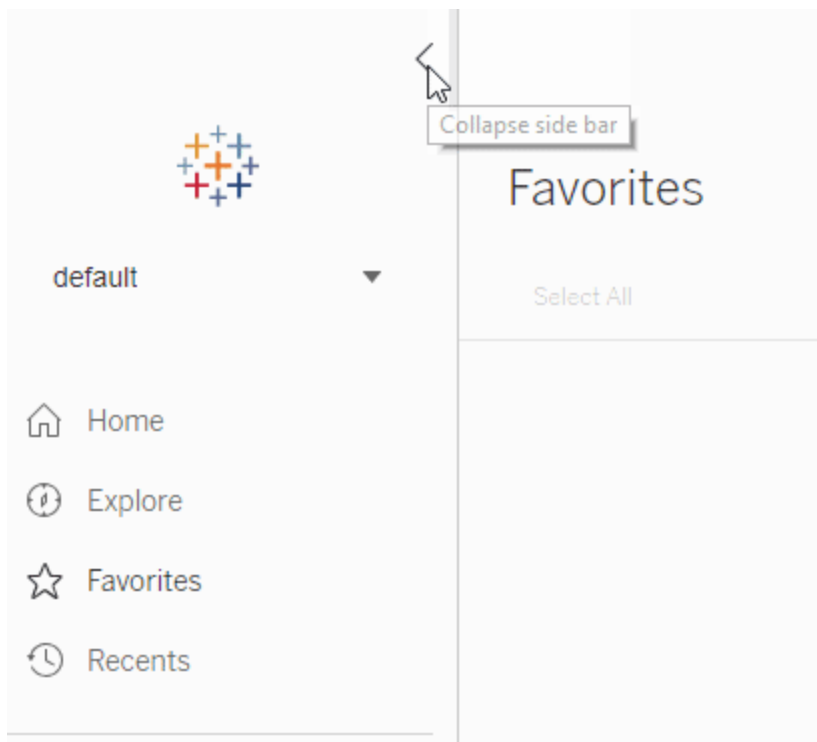 Collapse side bar
default
Home
Explore
Favorites
Recents
Favorites
Select All